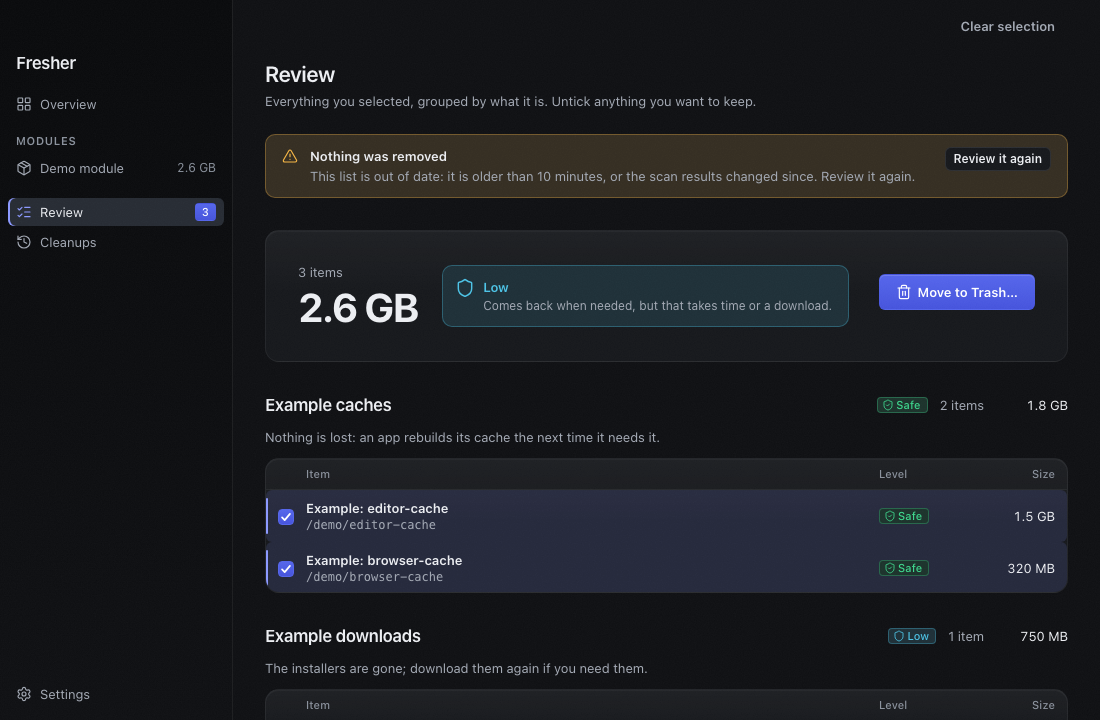 Clear selection
Fresher
Overview
MODULES
Demo module 2.6 GB
Review 3
Cleanups
Settings
Review
Everything you selected, grouped by what it is. Untick anything you want to keep.
Nothing was removed
This list is out of date: it is older than 10 minutes, or the scan results changed since. Review it again.
Review it again
3 items
2.6 GB
Low
Comes back when needed, but that takes time or a download.
Move to Trash...
Example caches Safe 2 items 1.8 GB
Nothing is lost: an app rebuilds its cache the next time it needs it.
Item Level Size
Example: editor-cache
/demo/editor-cache
Safe 1.5 GB
Example: browser-cache
/demo/browser-cache
Safe 320 MB
Example downloads Low 1 item 750 MB
The installers are gone; download them again if you need them.
Item Level Size